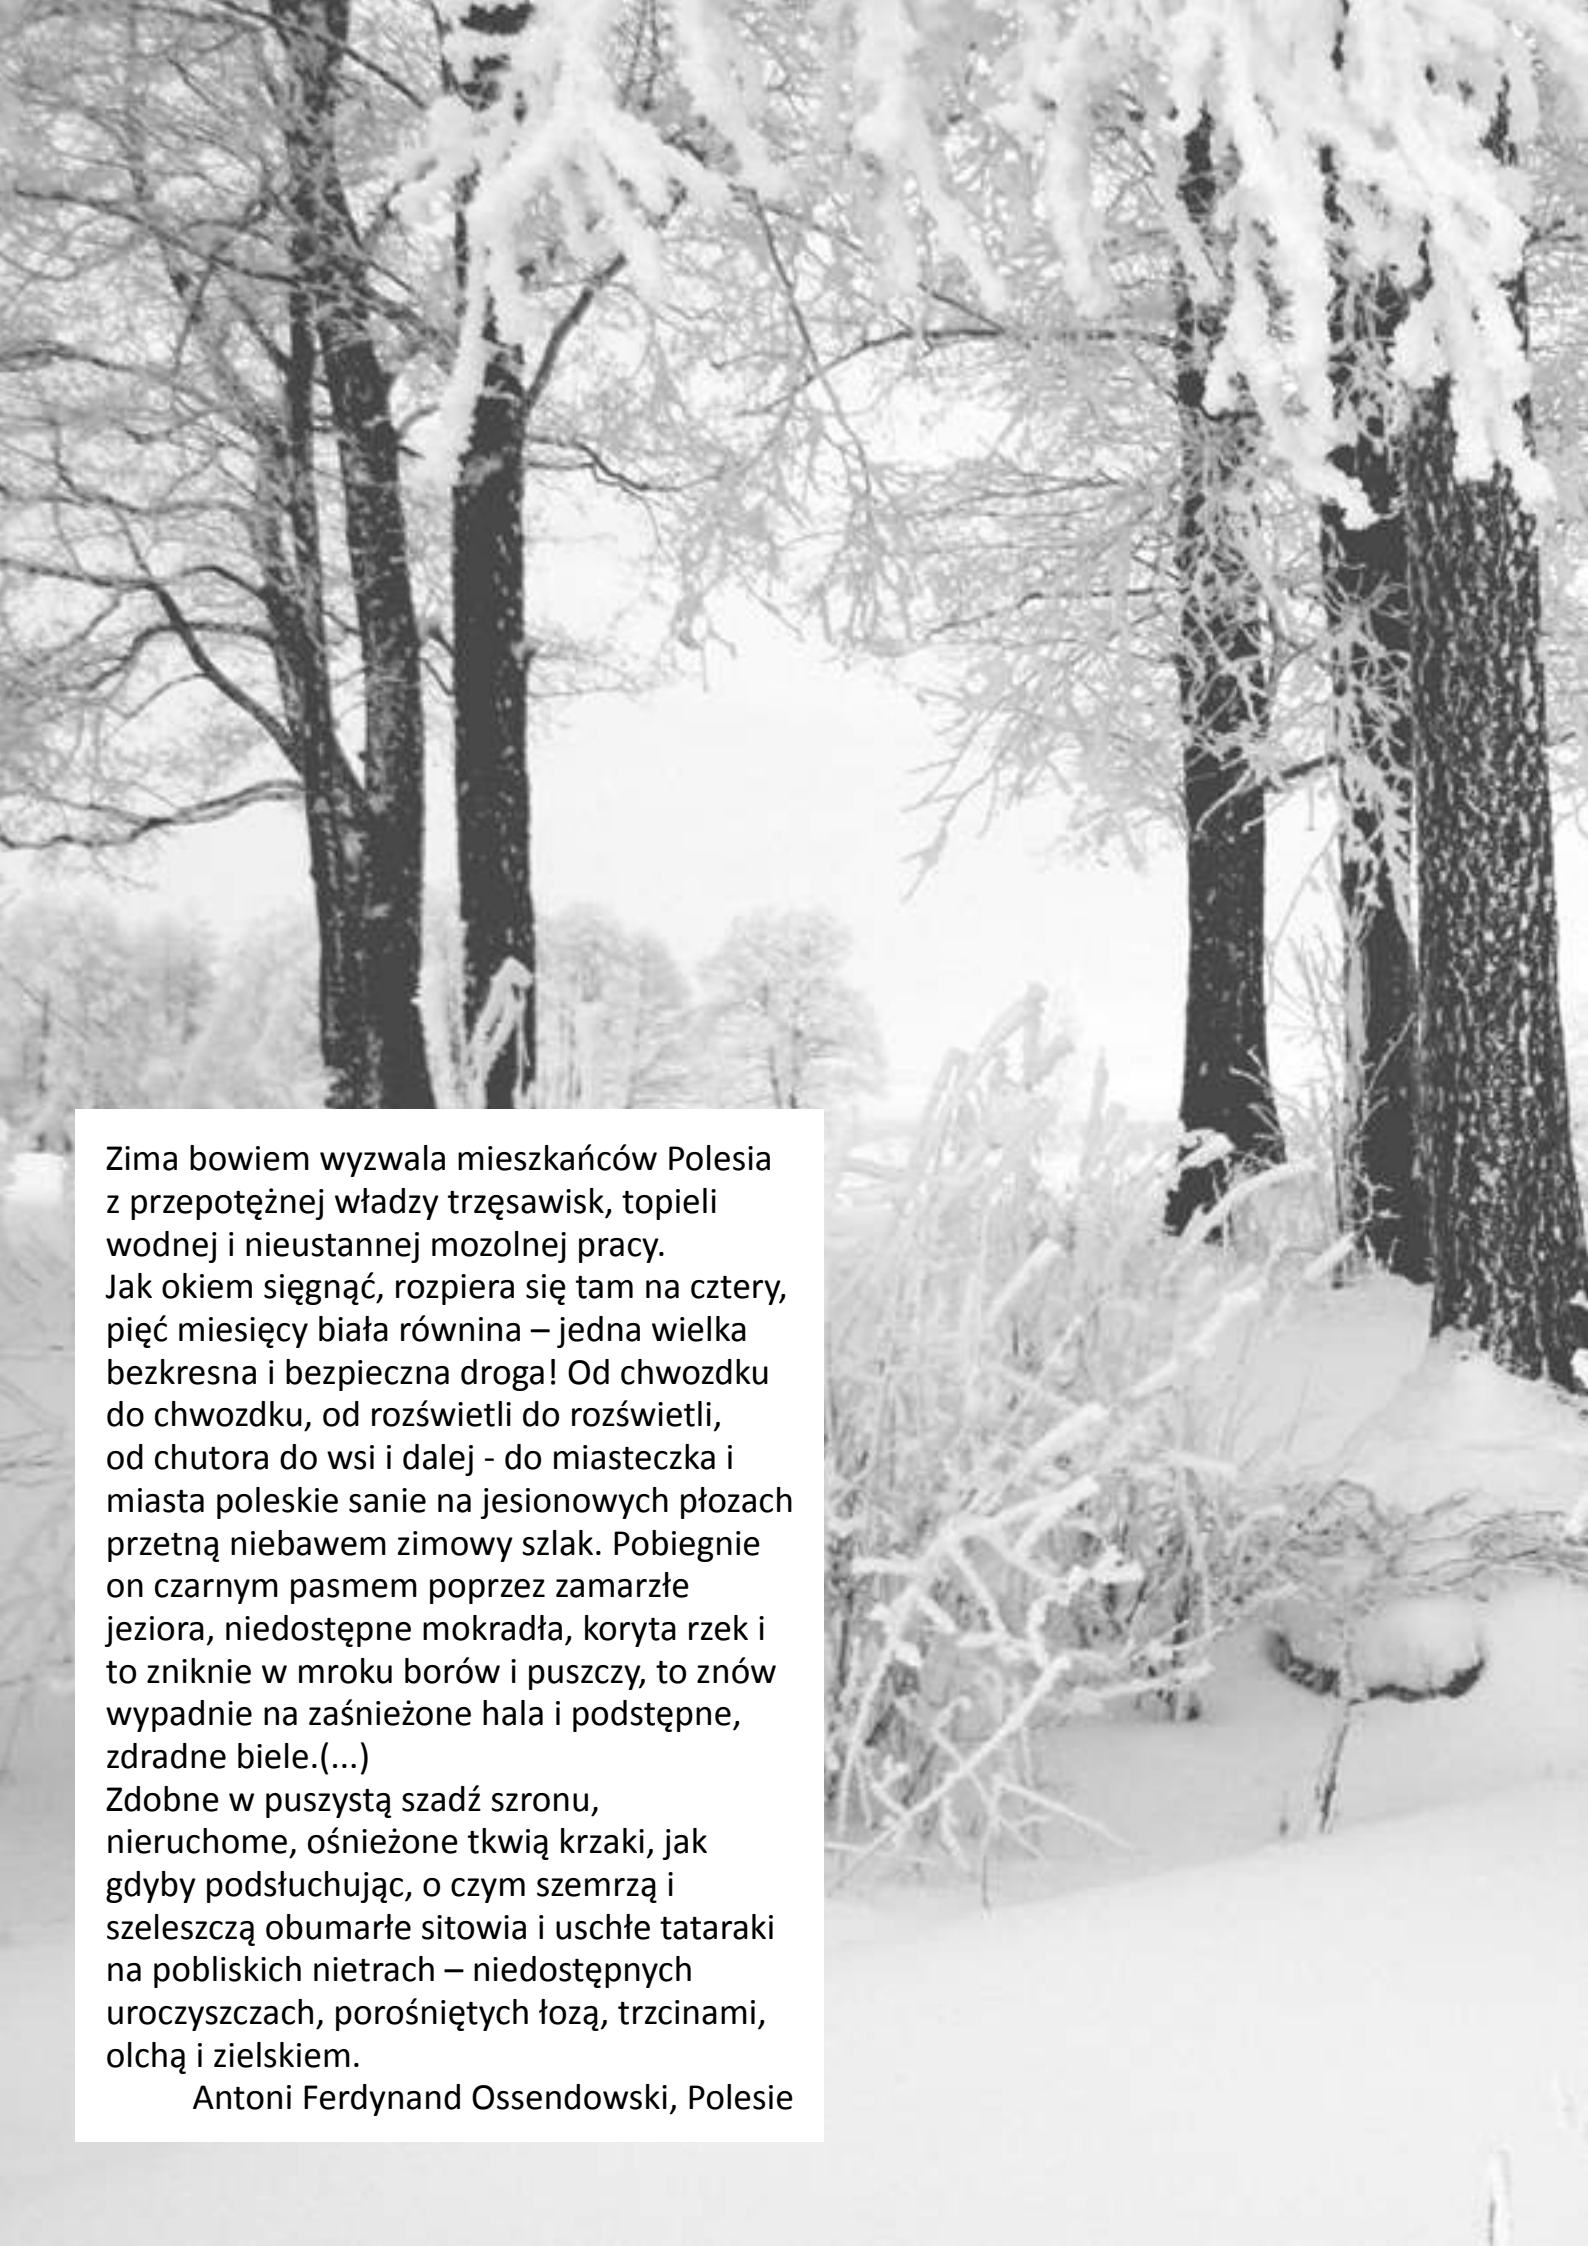 Zima bowiem wyzwala mieszkańców Polesia
z przepotężnej władzy trzęsawisk, topieli
wodnej i nieustannej mozolnej pracy.
Jak okiem sięgnąć, rozpiera się tam na cztery,
pięć miesięcy biała równina – jedna wielka
bezkresna i bezpieczna droga! Od chwozdku
do chwozdku, od rozświetli do rozświetli,
od chutora do wsi i dalej - do miasteczka i
miasta poleskie sanie na jesionowych płozach
przetną niebawem zimowy szlak. Pobiegnie
on czarnym pasmem poprzez zamarzłe
jeziora, niedostępne mokradła, koryta rzek i
to zniknie w mroku borów i puszczy, to znów
wypadnie na zaśnieżone hala i podstępne,
zdradne biele.(...)
Zdobne w puszystą szadź szronu,
nieruchome, ośnieżone tkwią krzaki, jak
gdyby podsłuchując, o czym szemrzą i
szeleszczą obumarłe sitowia i uschłe tataraki
na pobliskich nietrach – niedostępnych
uroczyszczach, porośniętych łozą, trzcinami,
olchą i zielskiem.
Antoni Ferdynand Ossendowski, Polesie